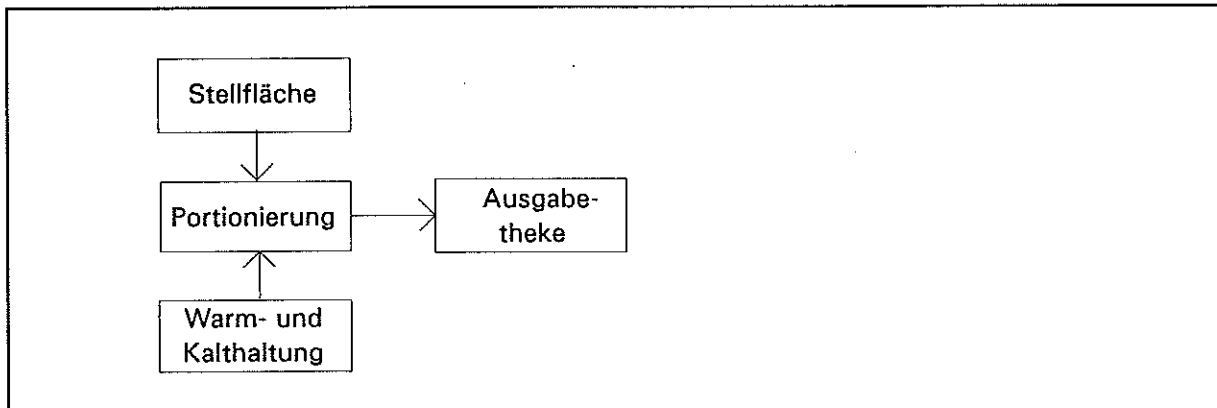 Stellfläche
Portionierung
Ausgabe-
theke
Warm- und
Kalthaltung